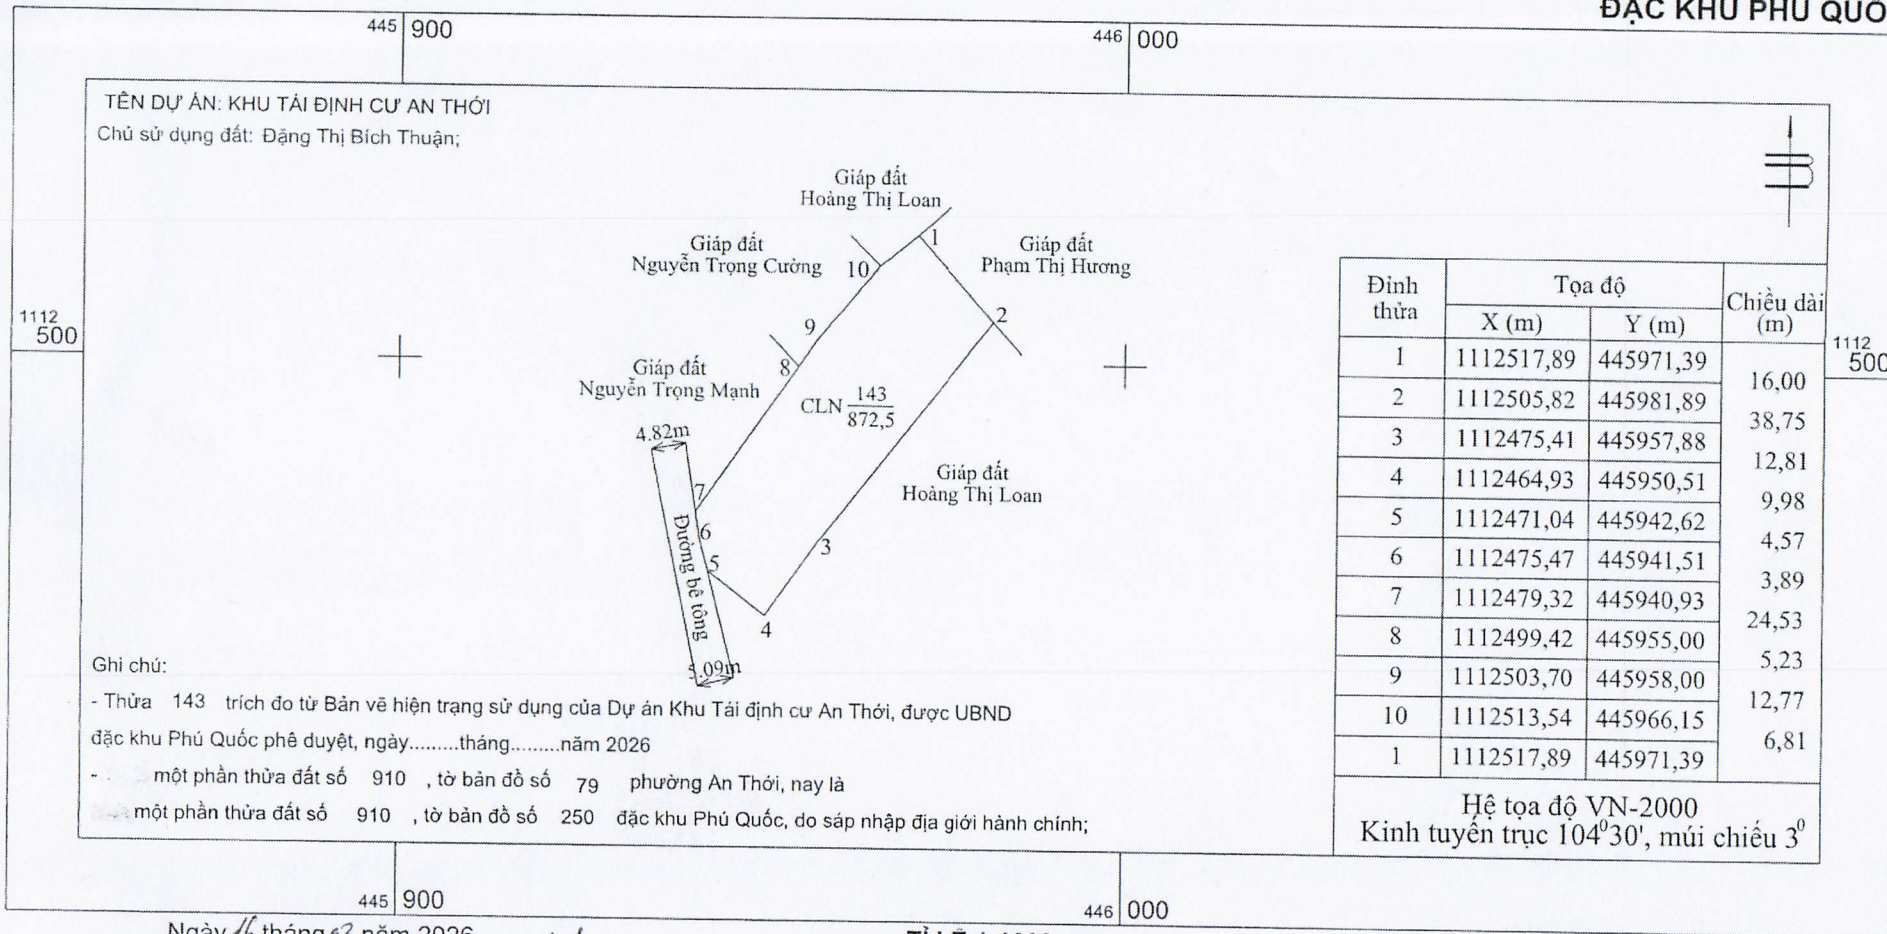 ĐẶC KHU PHÚ QUỐ
445 900
446 000
TÊN DỰ ÁN: KHU TÁI ĐỊNH CƯ AN THỚI
Chủ sử dụng đất: Đặng Thị Bích Thuận;
Giáp đất
Hoàng Thị Loan
Giáp đất
Nguyễn Trọng Cường
Giáp đất
Phạm Thị Hương
1
10
2
9
8
1112
500
1112
500
Giáp đất
Nguyễn Trọng Mạnh
CLN 143
872,5
4.82m
Giáp đất
Hoàng Thị Loan
7
6
5
3
4
Đường bê tông
5.09m
Đỉnh thửa Tọa độ Chiều dài (m)
X (m) Y (m)
1 1112517,89 445971,39
16,00
2 1112505,82 445981,89
38,75
3 1112475,41 445957,88
12,81
4 1112464,93 445950,51
9,98
5 1112471,04 445942,62
4,57
6 1112475,47 445941,51
3,89
7 1112479,32 445940,93
24,53
8 1112499,42 445955,00
5,23
9 1112503,70 445958,00
12,77
10 1112513,54 445966,15
6,81
1 1112517,89 445971,39
Hệ tọa độ VN-2000
Kinh tuyến trục 104⁰30', múi chiếu 3⁰
Ghi chú:
- Thửa 143 trích đo từ Bản vẽ hiện trạng sử dụng của Dự án Khu Tái định cư An Thới, được UBND
đặc khu Phú Quốc phê duyệt, ngày.........tháng.........năm 2026
- một phần thửa đất số 910 , tờ bản đồ số 79 phường An Thới, nay là
một phần thửa đất số 910 , tờ bản đồ số 250 đặc khu Phú Quốc, do sáp nhập địa giới hành chính;
445 900
446 000
Ngày tháng năm 2026